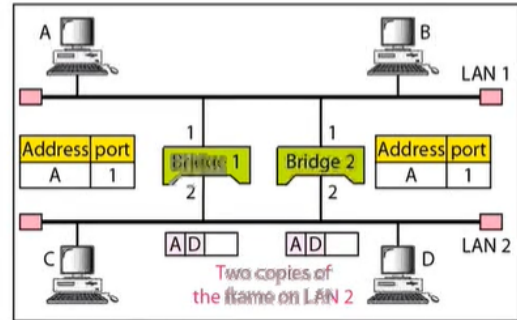 A
B
LAN 1
1
1
Address port
A 1
Bridge 1
Bridge 2
Address port
A 1
2
2
A D
A D
LAN 2
C
D
Two copies of
the frame on LAN 2